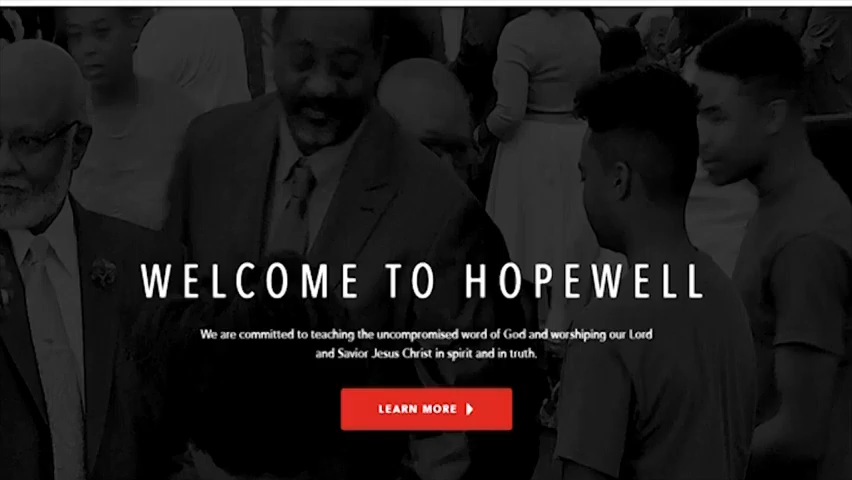 WELCOME TO HOPEWELL
We are committed to teaching the uncompromised word of God and worshiping our Lord
and Savior Jesus Christ in spirit and in truth.
LEARN MORE